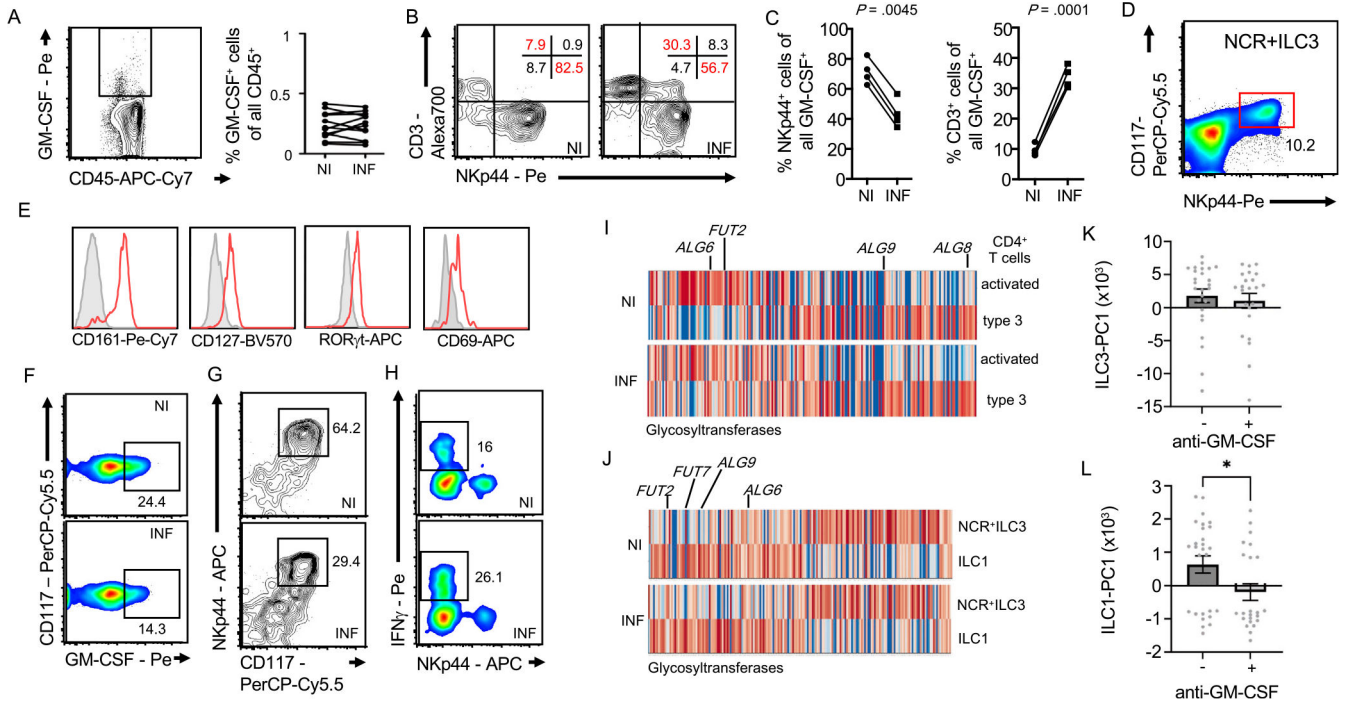 A
GM-CSF - Pe
CD45-APC-Cy7
% GM-CSF⁺ cells
of all CD45⁺
1
0.5
0
NI INF
B
CD3 -
Alexa700
7.9 0.9
8.7 82.5
NI
30.3 8.3
4.7 56.7
INF
NKp44 - Pe
C
P = .0045
% NKp44⁺ cells of
all GM-CSF⁺
100
80
60
40
20
0
NI INF
P = .0001
% CD3⁺ cells of
all GM-CSF⁺
50
40
30
20
10
0
NI INF
D
NCR+ILC3
CD117-
PerCP-Cy5.5
10.2
NKp44-Pe
E
CD161-Pe-Cy7
CD127-BV570
RORγt-APC
CD69-APC
F
CD117 – PerCP-Cy5.5
NI
24.4
INF
14.3
GM-CSF - Pe
G
NKp44 - APC
64.2
NI
29.4
INF
CD117 -
PerCP-Cy5.5
H
IFNγ - Pe
16
NI
26.1
INF
NKp44 - APC
I
ALG6 FUT2 ALG9 ALG8
CD4⁺
T cells
NI
activated
type 3
INF
activated
type 3
Glycosyltransferases
J
FUT2 FUT7 ALG9 ALG6
NI
NCR⁺ILC3
ILC1
INF
NCR⁺ILC3
ILC1
Glycosyltransferases
K
ILC3-PC1 (x10³)
10
5
0
-5
-10
-15
- +
anti-GM-CSF
L
*
ILC1-PC1 (x10³)
3
2
1
0
-1
-2
- +
anti-GM-CSF